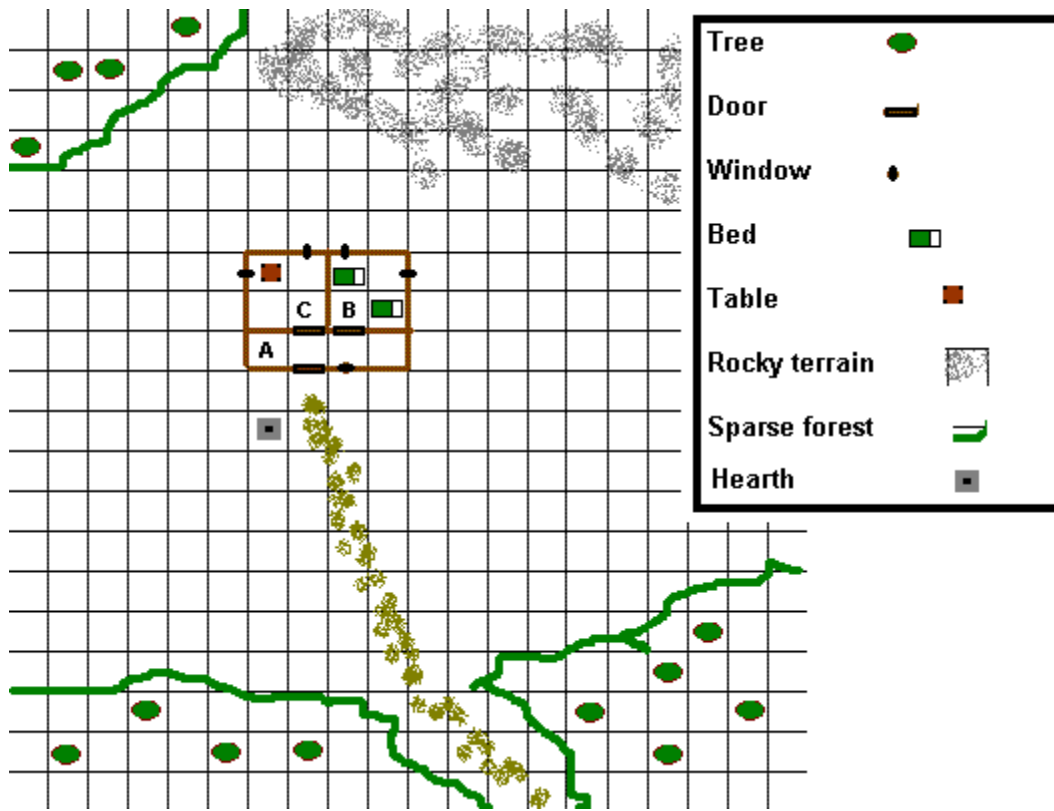 Tree
Door
Window
Bed
Table
Rocky terrain
Sparse forest
Hearth
C
B
A